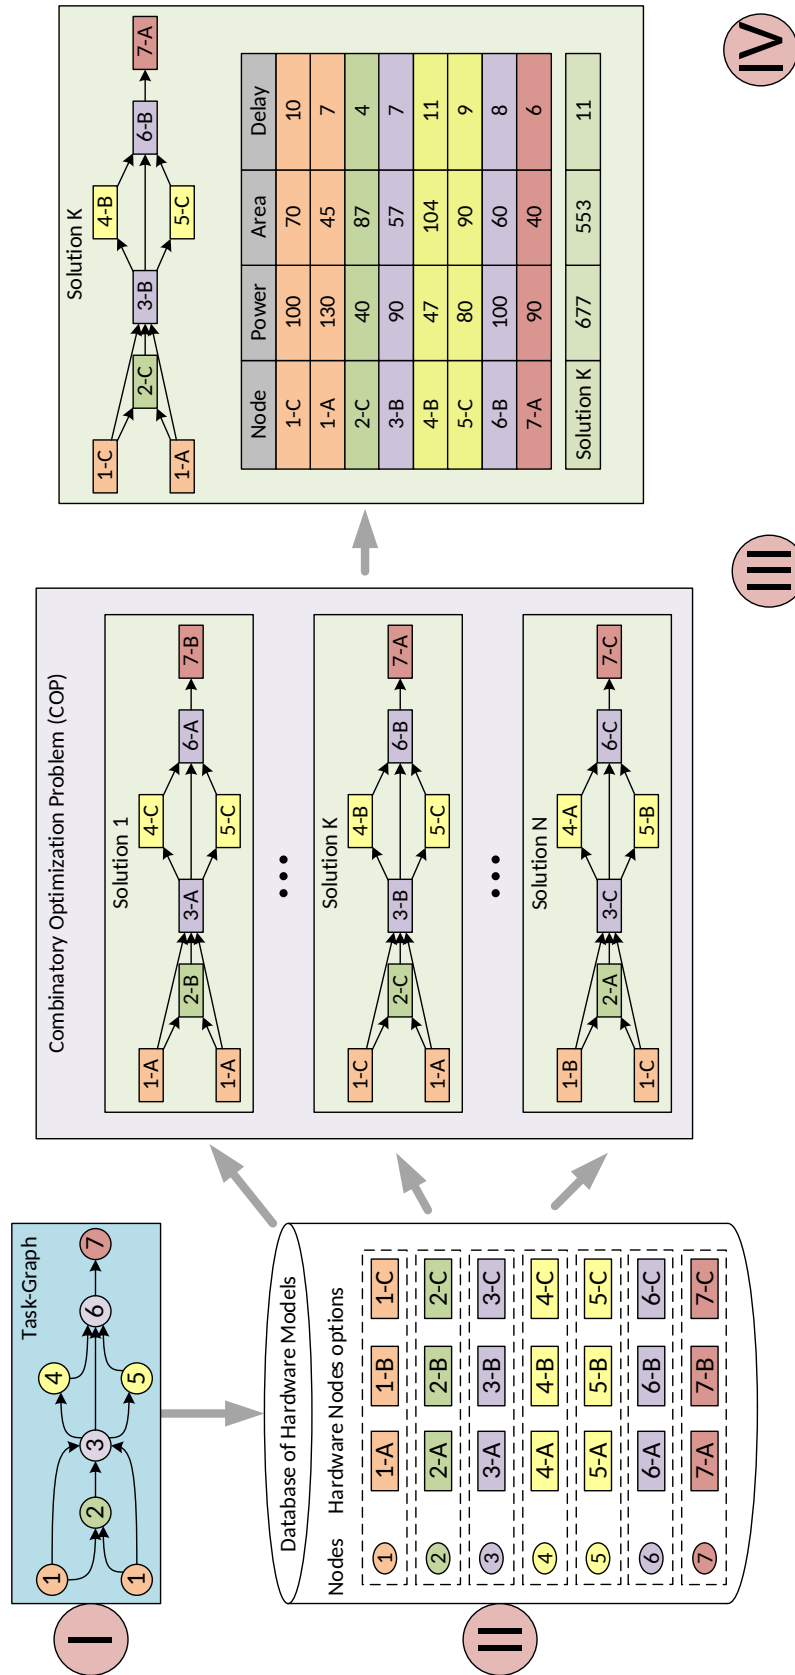 I
Task-Graph
1
1
2
3
4
5
6
7
II
Database of Hardware Models
Nodes Hardware Nodes options
1 1-A 1-B 1-C
2 2-A 2-B 2-C
3 3-A 3-B 3-C
4 4-A 4-B 4-C
5 5-A 5-B 5-C
6 6-A 6-B 6-C
7 7-A 7-B 7-C
III
Combinatory Optimization Problem (COP)
Solution 1
1-A
1-A
2-B
3-A
4-C
5-C
6-A
7-B
•••
Solution K
1-C
1-A
2-C
3-B
4-B
5-C
6-B
7-A
•••
Solution N
1-B
1-C
2-A
3-C
4-A
5-B
6-C
7-C
IV
Solution K
1-C
1-A
2-C
3-B
4-B
5-C
6-B
7-A
Node Power Area Delay
1-C 100 70 10
1-A 130 45 7
2-C 40 87 4
3-B 90 57 7
4-B 47 104 11
5-C 80 90 9
6-B 100 60 8
7-A 90 40 6
Solution K 677 553 11